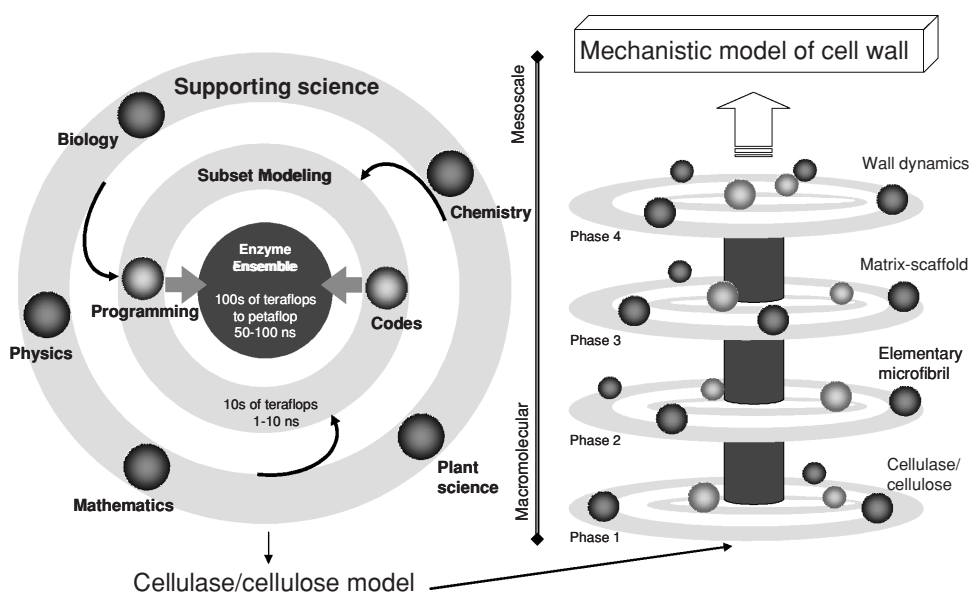 Supporting science
Biology
Subset Modeling
Chemistry
Enzyme
Ensemble
100s of teraflops
to petaflop
50-100 ns
Programming
Codes
Physics
10s of teraflops
1-10 ns
Mathematics
Plant
science
Cellulase/cellulose model
Mesoscale
Macromolecular
Mechanistic model of cell wall
Wall dynamics
Phase 4
Matrix-scaffold
Phase 3
Elementary
microfibril
Phase 2
Cellulase/
cellulose
Phase 1